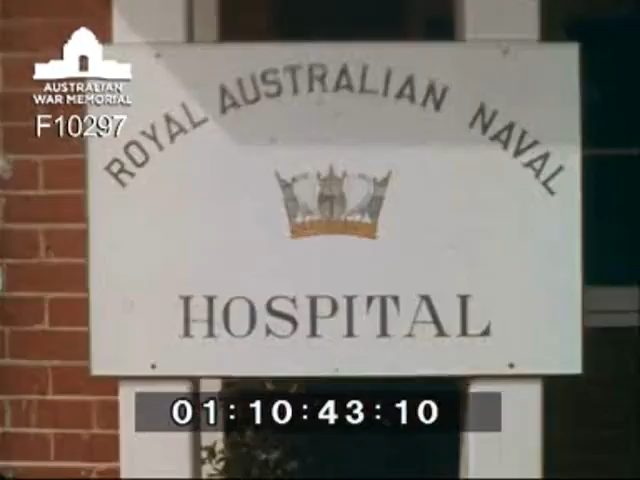 AUSTRALIAN
WAR MEMORIAL
F10297
ROYAL AUSTRALIAN NAVAL
HOSPITAL
01:10:43:10